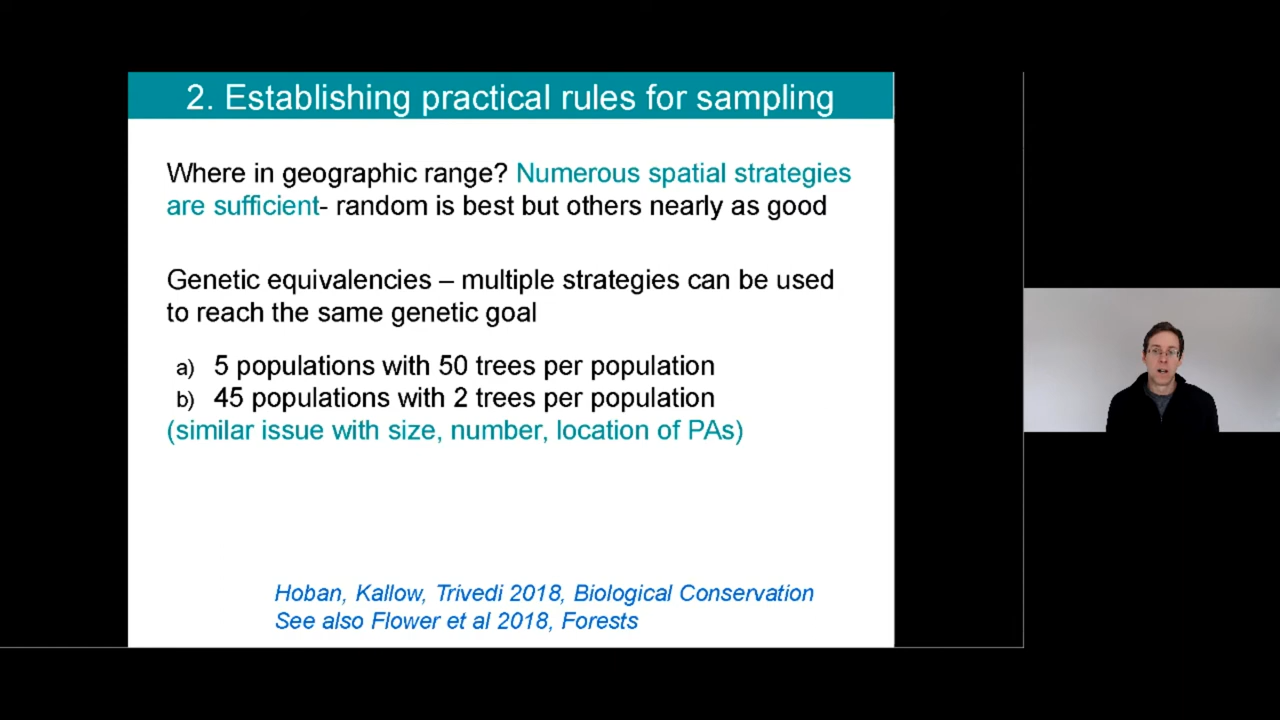 2. Establishing practical rules for sampling
Where in geographic range? Numerous spatial strategies
are sufficient- random is best but others nearly as good
Genetic equivalencies – multiple strategies can be used
to reach the same genetic goal
a) 5 populations with 50 trees per population
b) 45 populations with 2 trees per population
(similar issue with size, number, location of PAs)
Hoban, Kallow, Trivedi 2018, Biological Conservation
See also Flower et al 2018, Forests